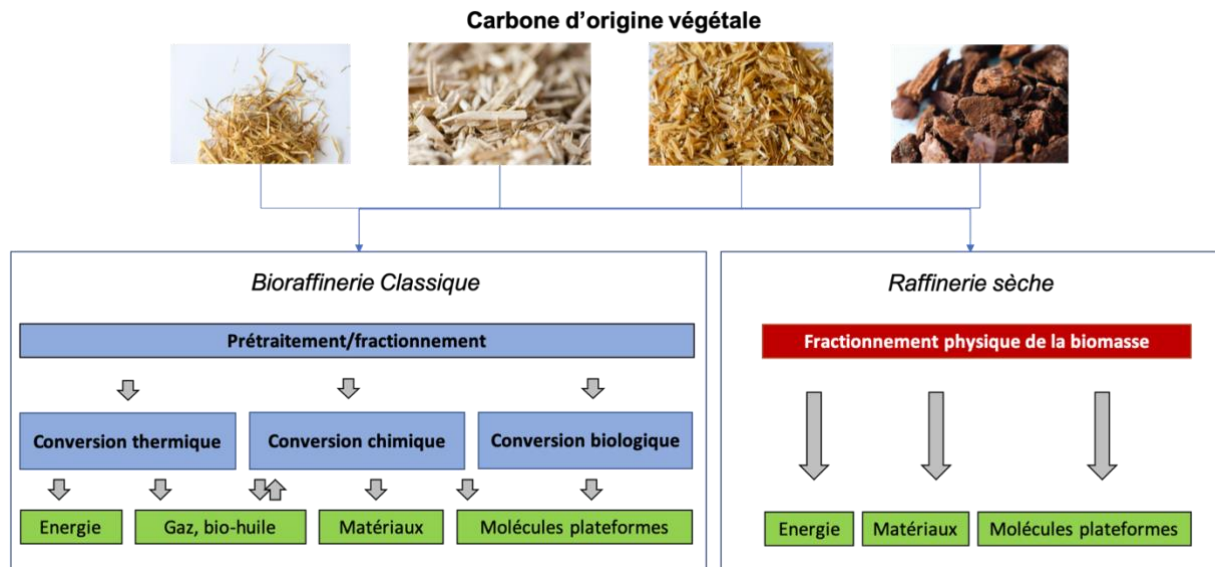 Carbone d’origine végétale
Bioraffinerie Classique
Prétraitement/fractionnement
Conversion thermique
Conversion chimique
Conversion biologique
Energie
Gaz, bio-huile
Matériaux
Molécules plateformes
Raffinerie sèche
Fractionnement physique de la biomasse
Energie
Matériaux
Molécules plateformes